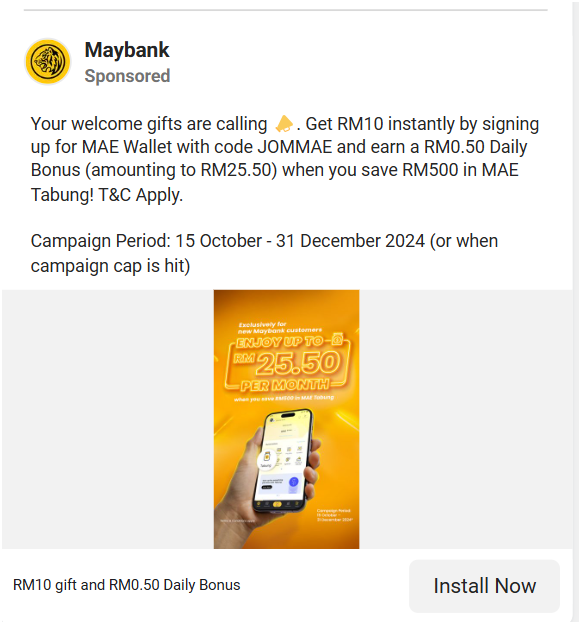 Maybank
Sponsored
Your welcome gifts are calling 📣. Get RM10 instantly by signing
up for MAE Wallet with code JOMMAE and earn a RM0.50 Daily
Bonus (amounting to RM25.50) when you save RM500 in MAE
Tabung! T&C Apply.
Campaign Period: 15 October - 31 December 2024 (or when
campaign cap is hit)
Exclusively for
new Maybank customers
ENJOY UP TO
RM 25.50
PER MONTH
when you save RM500 in MAE Tabung
Tabung
Campaign Period:
15 October -
31 December 2024*
RM10 gift and RM0.50 Daily Bonus
Install Now